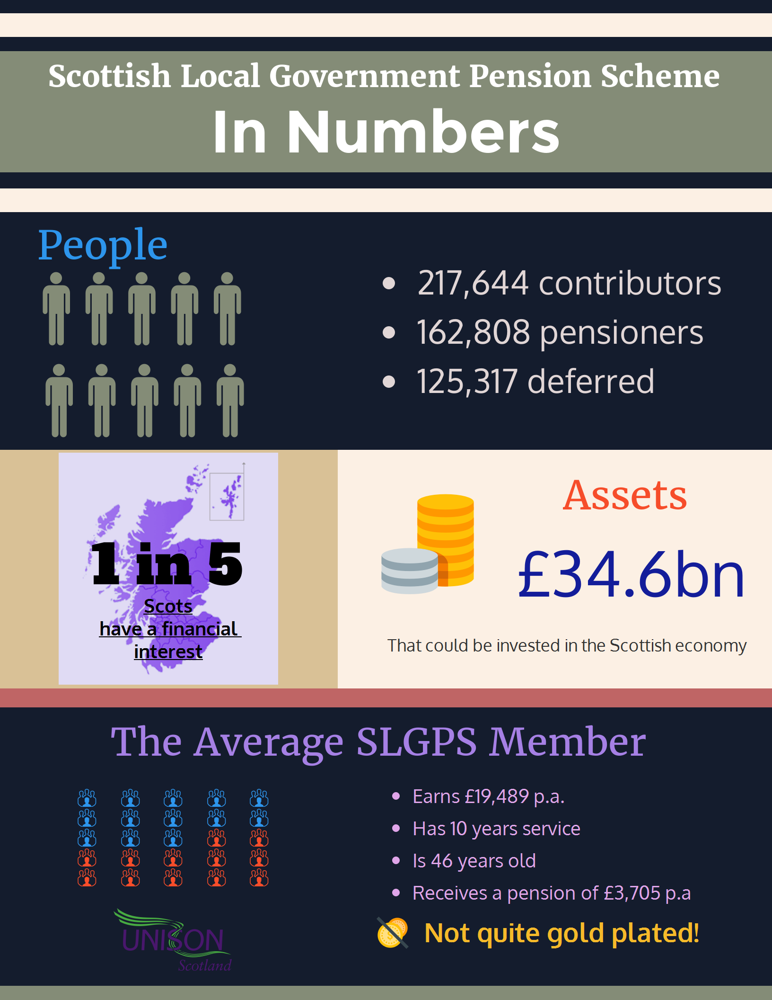 Scottish Local Government Pension Scheme
In Numbers
People
• 217,644 contributors
• 162,808 pensioners
• 125,317 deferred
1 in 5
Scots
have a financial
interest
Assets
£34.6bn
That could be invested in the Scottish economy
The Average SLGPS Member
• Earns £19,489 p.a.
• Has 10 years service
• Is 46 years old
• Receives a pension of £3,705 p.a
Not quite gold plated!
UNISON
Scotland